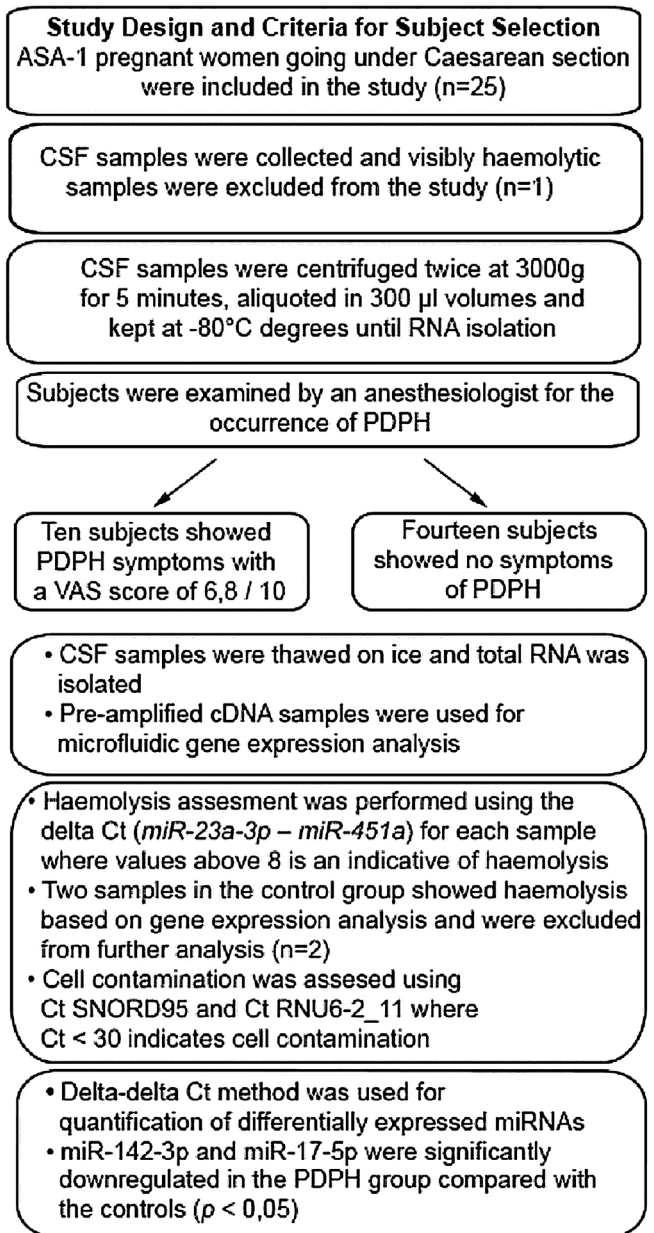 Study Design and Criteria for Subject Selection
ASA-1 pregnant women going under Caesarean section
were included in the study (n=25)
CSF samples were collected and visibly haemolytic
samples were excluded from the study (n=1)
CSF samples were centrifuged twice at 3000g
for 5 minutes, aliquoted in 300 µl volumes and
kept at -80°C degrees until RNA isolation
Subjects were examined by an anesthesiologist for the
occurrence of PDPH
Ten subjects showed
PDPH symptoms with
a VAS score of 6,8 / 10
Fourteen subjects
showed no symptoms
of PDPH
• CSF samples were thawed on ice and total RNA was
isolated
• Pre-amplified cDNA samples were used for
microfluidic gene expression analysis
• Haemolysis assesment was performed using the
delta Ct (miR-23a-3p – miR-451a) for each sample
where values above 8 is an indicative of haemolysis
• Two samples in the control group showed haemolysis
based on gene expression analysis and were excluded
from further analysis (n=2)
• Cell contamination was assesed using
Ct SNORD95 and Ct RNU6-2_11 where
Ct < 30 indicates cell contamination
• Delta-delta Ct method was used for
quantification of differentially expressed miRNAs
• miR-142-3p and miR-17-5p were significantly
downregulated in the PDPH group compared with
the controls (p < 0,05)